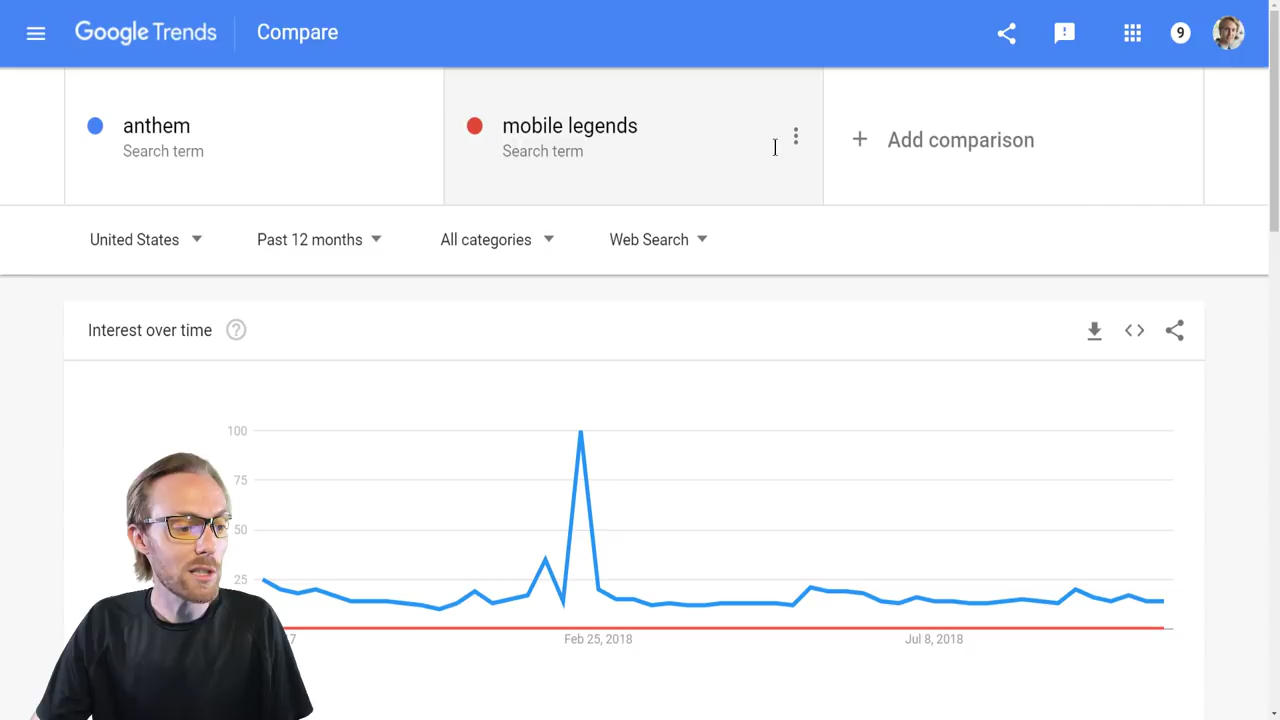 Google Trends
Compare
9
anthem
Search term
mobile legends
Search term
+ Add comparison
United States
Past 12 months
All categories
Web Search
Interest over time
100
75
50
25
7
Feb 25, 2018
Jul 8, 2018